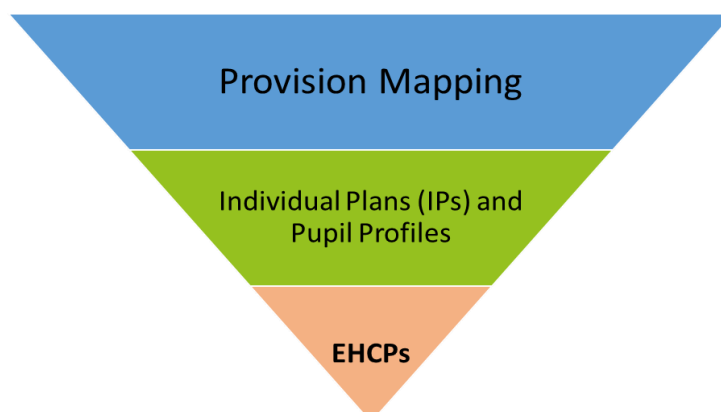 Provision Mapping
Individual Plans (IPs) and
Pupil Profiles
EHCPs